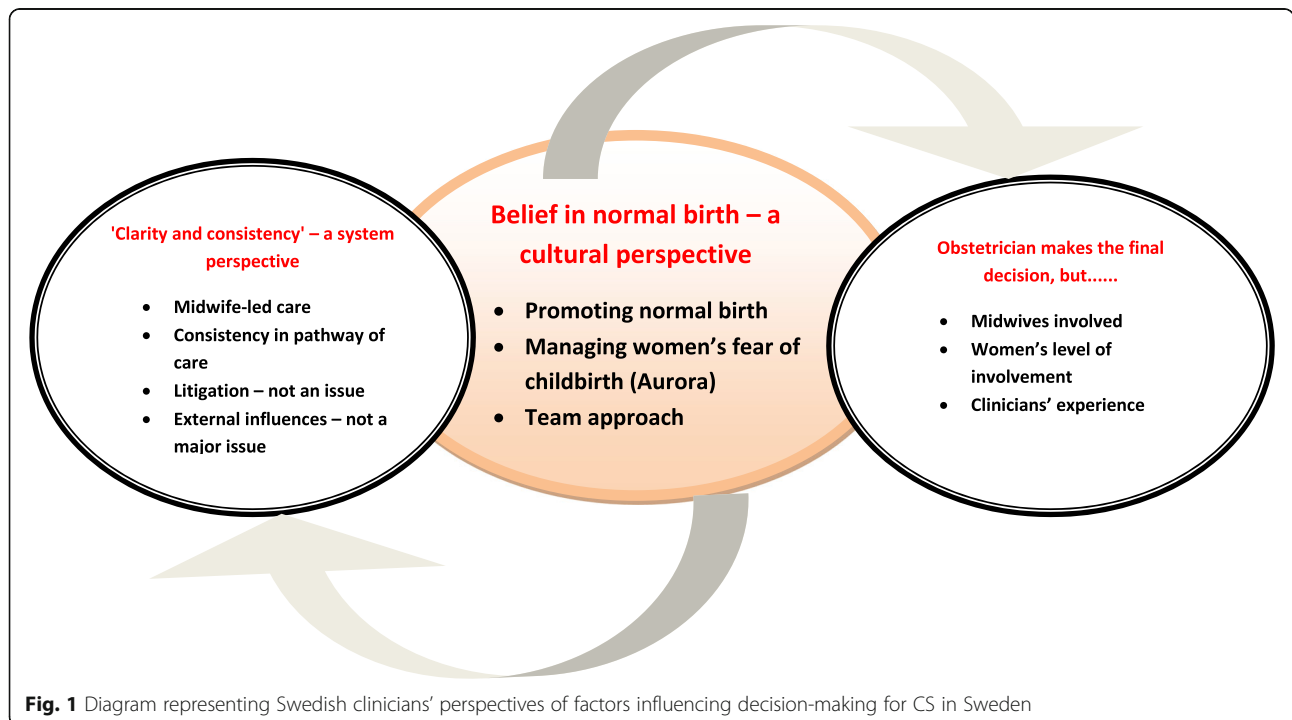 'Clarity and consistency' – a system
perspective
• Midwife-led care
• Consistency in pathway of
care
• Litigation – not an issue
• External influences – not a
major issue
Belief in normal birth – a
cultural perspective
• Promoting normal birth
• Managing women's fear of
childbirth (Aurora)
• Team approach
Obstetrician makes the final
decision, but......
• Midwives involved
• Women's level of
involvement
• Clinicians' experience
Fig. 1 Diagram representing Swedish clinicians' perspectives of factors influencing decision-making for CS in Sweden